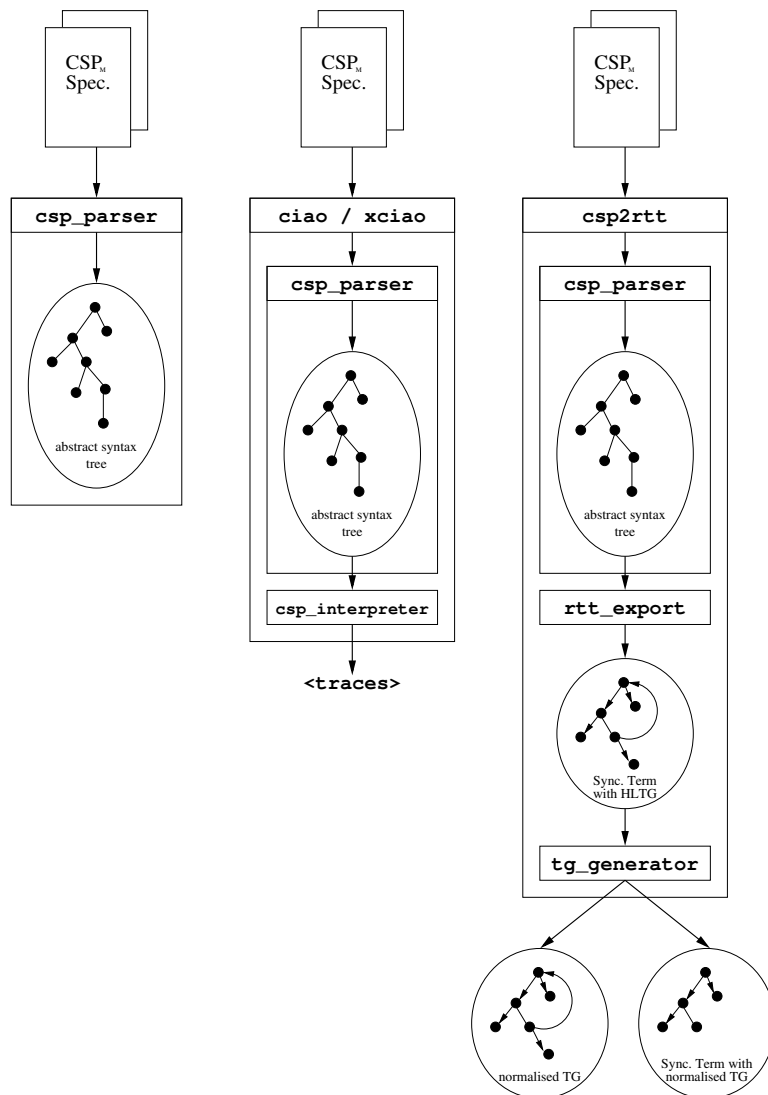 CSPM
Spec.
CSPM
Spec.
CSPM
Spec.
csp_parser
ciao / xciao
csp2rtt
csp_parser
csp_parser
abstract syntax
tree
abstract syntax
tree
abstract syntax
tree
csp_interpreter
rtt_export
<traces>
Sync. Term
with HLTG
tg_generator
normalised TG
Sync. Term with
normalised TG